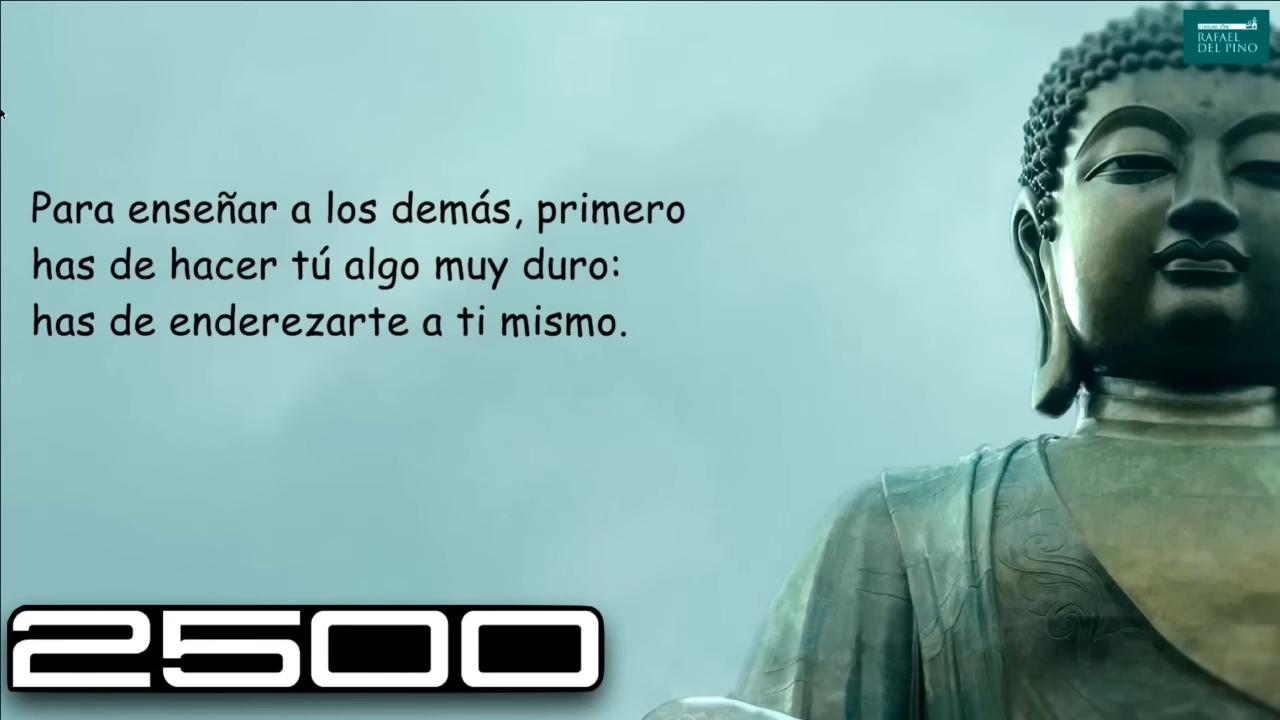 RAFAEL
DEL PINO
Para enseñar a los demás, primero
has de hacer tú algo muy duro:
has de enderezarte a ti mismo.
2500